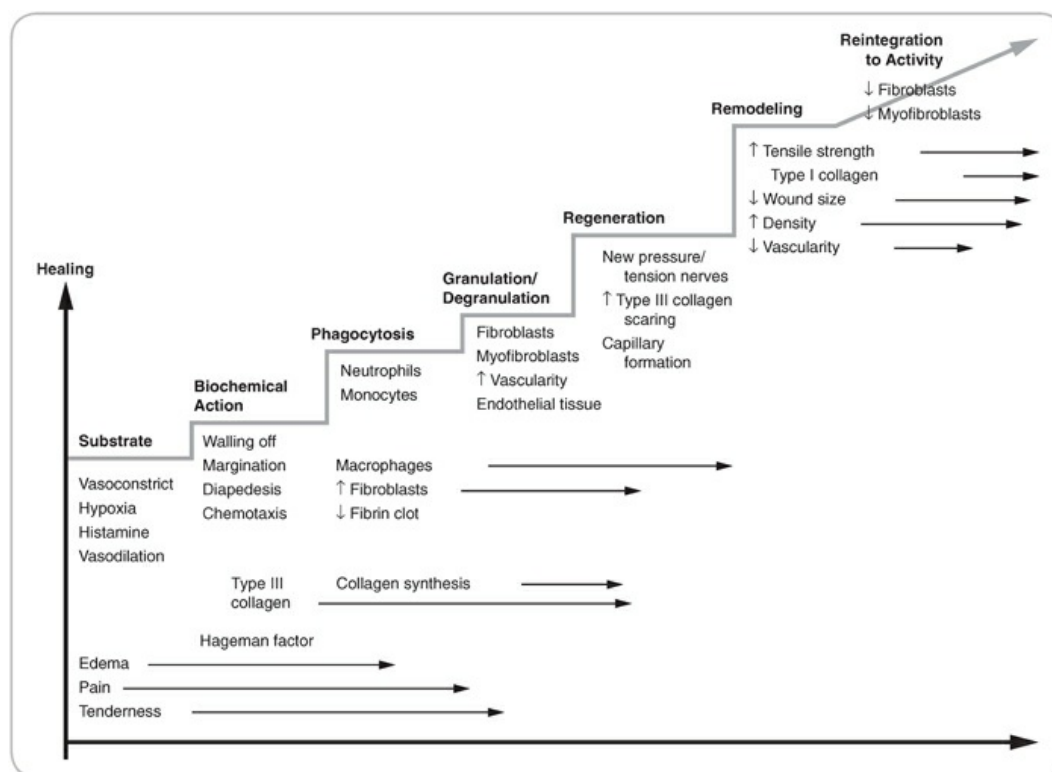 Healing
Substrate
Vasoconstrict
Hypoxia
Histamine
Vasodilation
Biochemical
Action
Walling off
Margination
Diapedesis
Chemotaxis
Phagocytosis
Neutrophils
Monocytes
Macrophages
↑ Fibroblasts
↓ Fibrin clot
Granulation/
Degranulation
Fibroblasts
Myofibroblasts
↑ Vascularity
Endothelial tissue
Regeneration
New pressure/
tension nerves
↑ Type III collagen
scaring
Capillary
formation
Remodeling
↑ Tensile strength
Type I collagen
↓ Wound size
↑ Density
↓ Vascularity
Reintegration
to Activity
↓ Fibroblasts
↓ Myofibroblasts
Type III
collagen
Collagen synthesis
Hageman factor
Edema
Pain
Tenderness